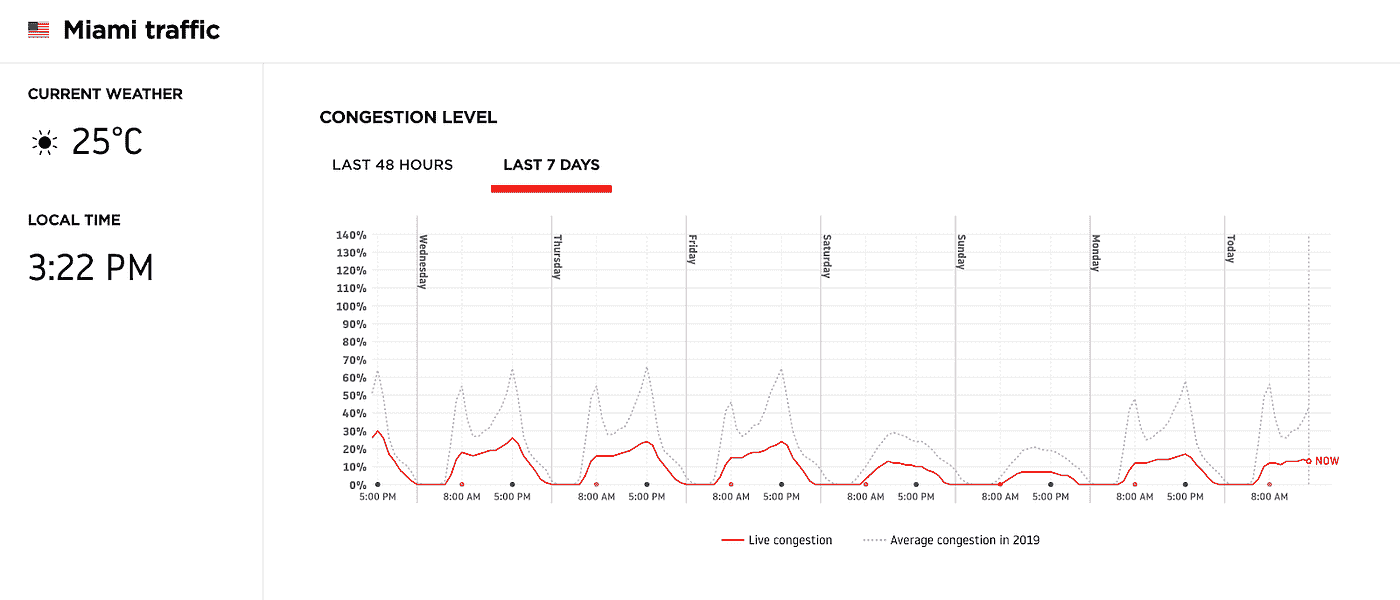 Miami traffic
CURRENT WEATHER
25°C
LOCAL TIME
3:22 PM
CONGESTION LEVEL
LAST 48 HOURS LAST 7 DAYS
140%
130%
120%
110%
100%
90%
80%
70%
60%
50%
40%
30%
20%
10%
0%
Wednesday
Thursday
Friday
Saturday
Sunday
Monday
Today
NOW
5:00 PM 8:00 AM 5:00 PM 8:00 AM 5:00 PM 8:00 AM 5:00 PM 8:00 AM 5:00 PM 8:00 AM 5:00 PM 8:00 AM 5:00 PM 8:00 AM
Live congestion Average congestion in 2019